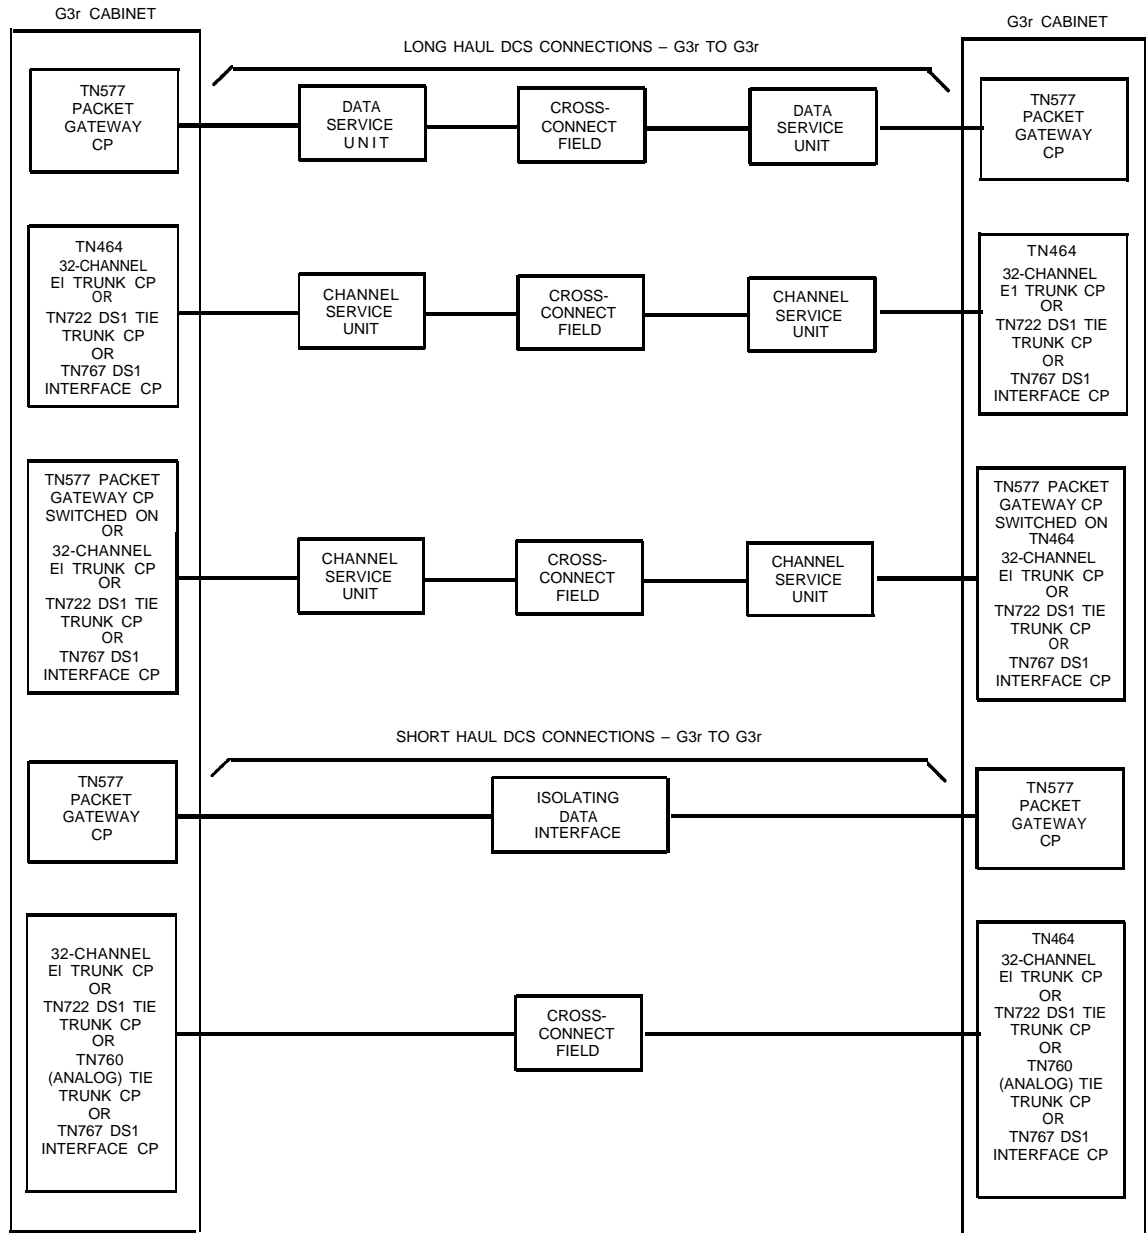 G3r CABINET
G3r CABINET
LONG HAUL DCS CONNECTIONS – G3r TO G3r
TN577
PACKET
GATEWAY
CP
DATA
SERVICE
UNIT
CROSS-
CONNECT
FIELD
DATA
SERVICE
UNIT
TN577
PACKET
GATEWAY
CP
TN464
32-CHANNEL
EI TRUNK CP
OR
TN722 DS1 TIE
TRUNK CP
OR
TN767 DS1
INTERFACE CP
CHANNEL
SERVICE
UNIT
CROSS-
CONNECT
FIELD
CHANNEL
SERVICE
UNIT
TN464
32-CHANNEL
E1 TRUNK CP
OR
TN722 DS1 TIE
TRUNK CP
OR
TN767 DS1
INTERFACE CP
TN577 PACKET
GATEWAY CP
SWITCHED ON
OR
32-CHANNEL
EI TRUNK CP
OR
TN722 DS1 TIE
TRUNK CP
OR
TN767 DS1
INTERFACE CP
CHANNEL
SERVICE
UNIT
CROSS-
CONNECT
FIELD
CHANNEL
SERVICE
UNIT
TN577 PACKET
GATEWAY CP
SWITCHED ON
TN464
32-CHANNEL
EI TRUNK CP
OR
TN722 DS1 TIE
TRUNK CP
OR
TN767 DS1
INTERFACE CP
SHORT HAUL DCS CONNECTIONS – G3r TO G3r
TN577
PACKET
GATEWAY
CP
ISOLATING
DATA
INTERFACE
TN577
PACKET
GATEWAY
CP
32-CHANNEL
EI TRUNK CP
OR
TN722 DS1 TIE
TRUNK CP
OR
TN760
(ANALOG) TIE
TRUNK CP
OR
TN767 DS1
INTERFACE CP
CROSS-
CONNECT
FIELD
TN464
32-CHANNEL
EI TRUNK CP
OR
TN722 DS1 TIE
TRUNK CP
OR
TN760
(ANALOG) TIE
TRUNK CP
OR
TN767 DS1
INTERFACE CP